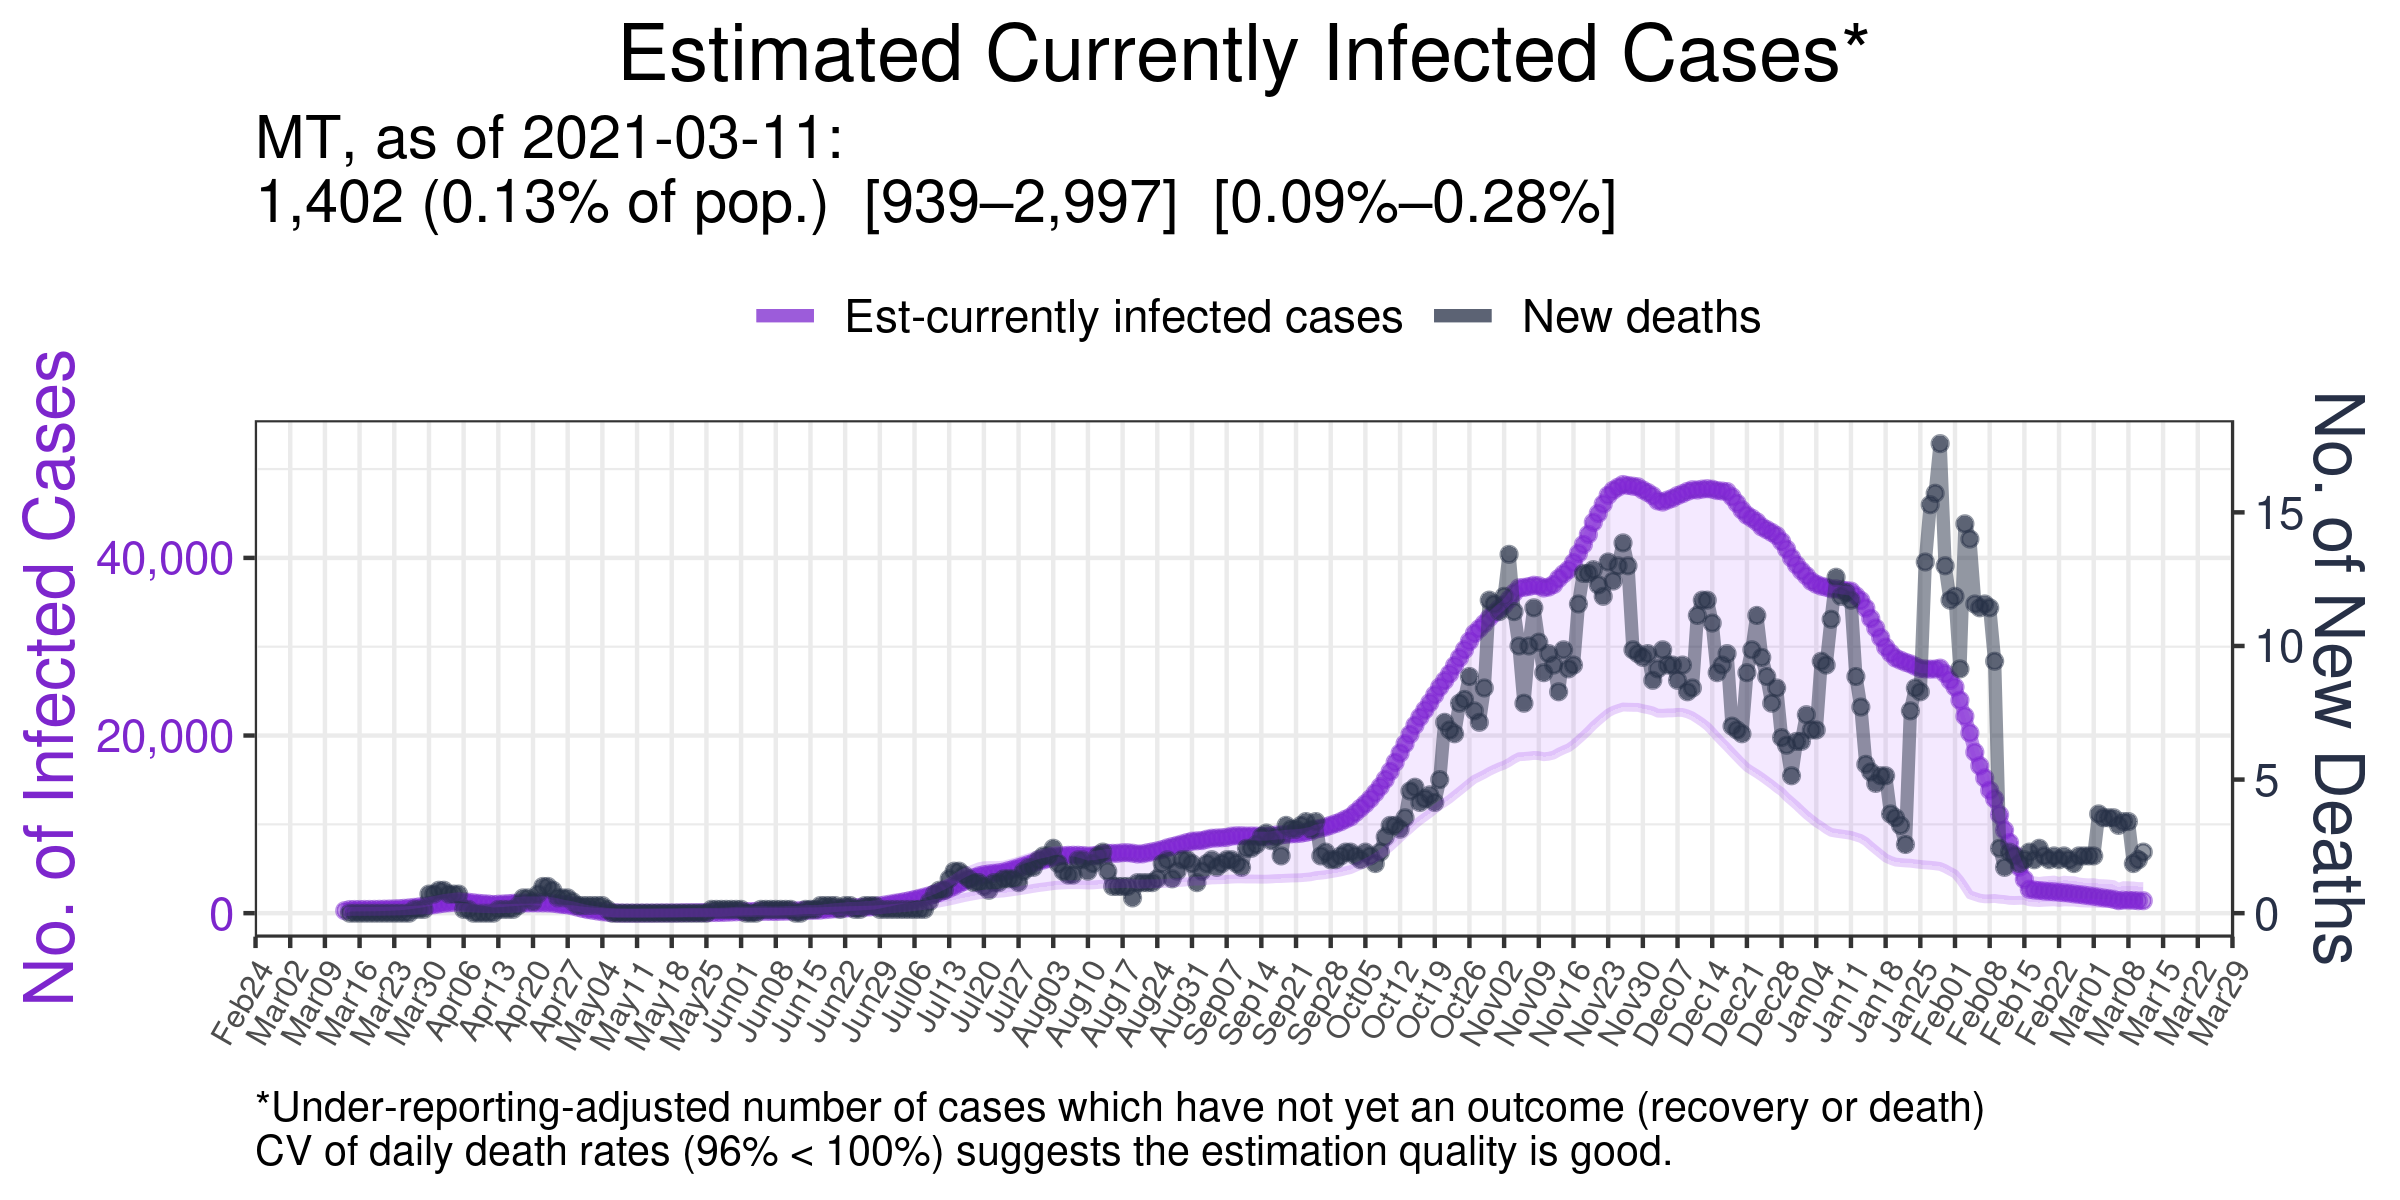 Estimated Currently Infected Cases*
MT, as of 2021-03-11:
1,402 (0.13% of pop.) [939–2,997] [0.09%–0.28%]
Est-currently infected cases New deaths
No. of Infected Cases
40,000
20,000
0
15
10
5
0
No. of New Deaths
Feb24 Mar02 Mar09 Mar16 Mar23 Mar30 Apr06 Apr13 Apr20 Apr27 May04 May11 May18 May25 Jun01 Jun08 Jun15 Jun22 Jun29 Jul06 Jul13 Jul20 Jul27 Aug03 Aug10 Aug17 Aug24 Aug31 Sep07 Sep14 Sep21 Sep28 Oct05 Oct12 Oct19 Oct26 Nov02 Nov09 Nov16 Nov23 Nov30 Dec07 Dec14 Dec21 Dec28 Jan04 Jan11 Jan18 Jan25 Feb01 Feb08 Feb15 Feb22 Mar01 Mar08 Mar15 Mar22 Mar29
*Under-reporting-adjusted number of cases which have not yet an outcome (recovery or death)
CV of daily death rates (96% < 100%) suggests the estimation quality is good.